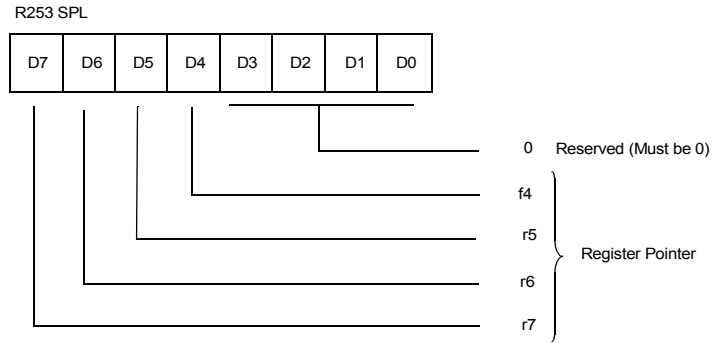 R253 SPL
D7 D6 D5 D4 D3 D2 D1 D0
0 Reserved (Must be 0)
f4
r5
Register Pointer
r6
r7